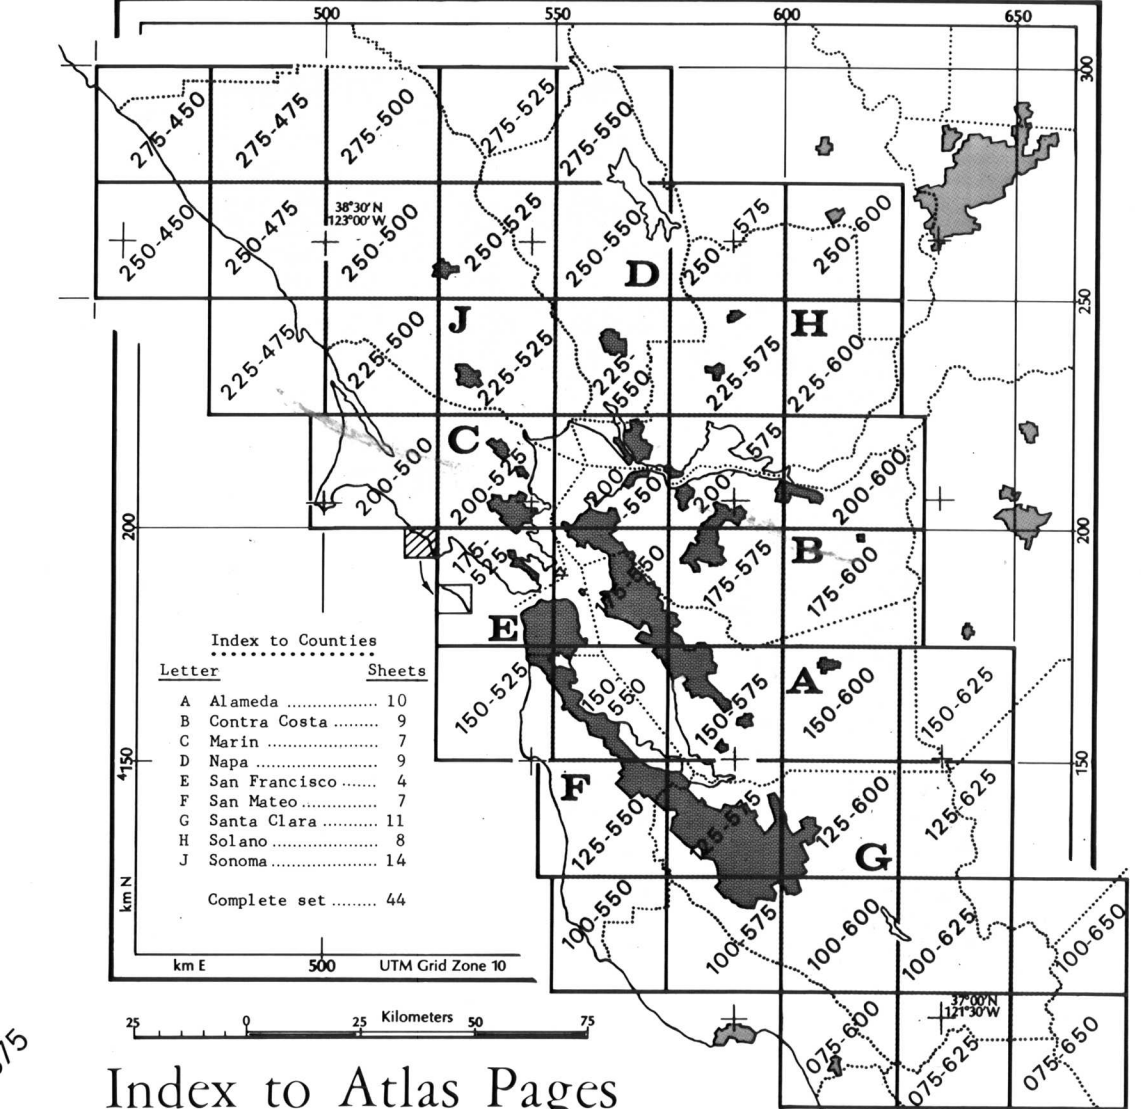 500 550 600 650
300
275-450 275-475 275-500 275-525 275-550
38°30′N
123°00′W
250-450 250-475 250-500 250-525 250-550 250-575 250-600
D
250
J H
225-475 225-500 225-525 225-550 225-575 225-600
C
200-500 200-525 200-550 200-575 200-600
200 200
B
175-525 175-550 175-575 175-600
E
Index to Counties
Letter Sheets
A Alameda ................. 10
B Contra Costa ........ 9
C Marin .................... 7
D Napa ...................... 9
E San Francisco ...... 4
F San Mateo ............. 7
G Santa Clara .......... 11
H Solano ................... 8
J Sonoma .................. 14
Complete set ......... 44
A
150-525 150-550 150-575 150-600 150-625
⁴150 150
F
125-550 125-575 125-600 125-625
G
100-550 100-575 100-600 100-625 100-650
km N
km E 500 UTM Grid Zone 10
37°00′N
121°30′W
25 0 25 Kilometers 50 75
075-600 075-625 075-650
75
Index to Atlas Pages